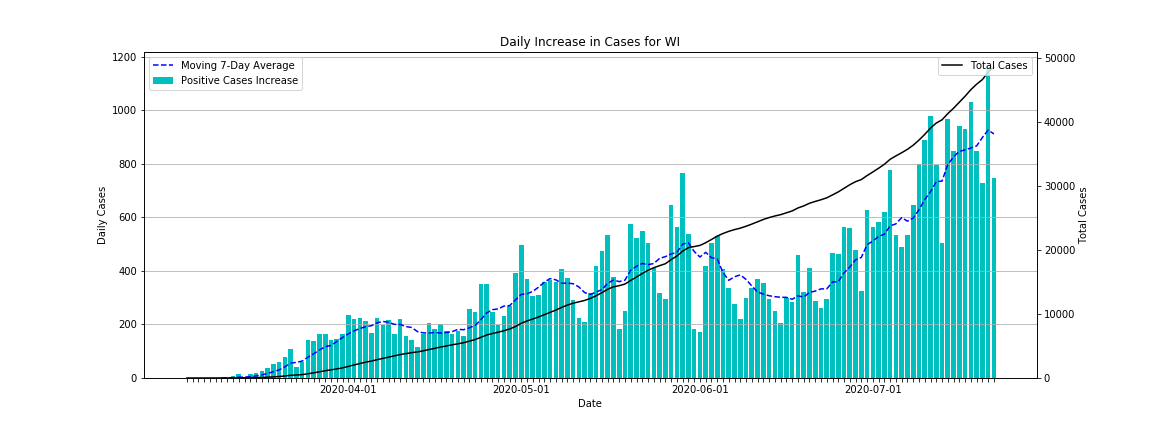 Daily Increase in Cases for WI
Moving 7-Day Average
Positive Cases Increase
Total Cases
Daily Cases
1200
1000
800
600
400
200
0
Total Cases
50000
40000
30000
20000
10000
0
2020-04-01
2020-05-01
2020-06-01
2020-07-01
Date